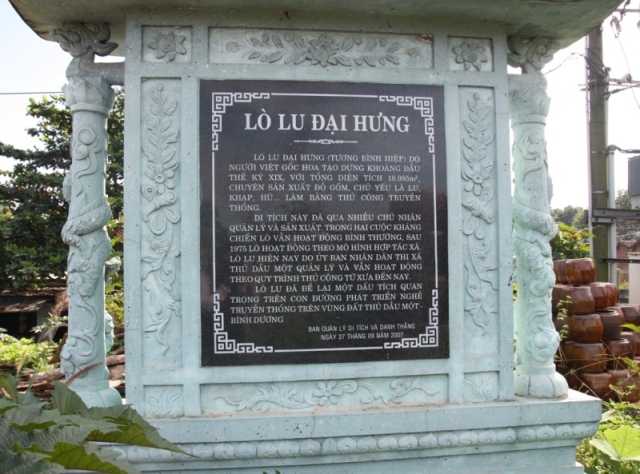 LÒ LU ĐẠI HƯNG
LÒ LU ĐẠI HƯNG (TƯƠNG BÌNH HIỆP) DO
NGƯỜI VIỆT GỐC HOA TẠO DỰNG KHOẢNG ĐẦU
THẾ KỶ XIX, VỚI TỔNG DIỆN TÍCH 10.985m²,
CHUYÊN SẢN XUẤT ĐỒ GỐM, CHỦ YẾU LÀ LU,
KHẠP, HŨ... LÀM BẰNG THỦ CÔNG TRUYỀN
THỐNG.
DI TÍCH NÀY ĐÃ QUA NHIỀU CHỦ NHÂN
QUẢN LÝ VÀ SẢN XUẤT, TRONG HAI CUỘC KHÁNG
CHIẾN LÒ VẪN HOẠT ĐỘNG BÌNH THƯỜNG, SAU
1975 LÒ HOẠT ĐỘNG THEO MÔ HÌNH HỢP TÁC XÃ.
LÒ LU HIỆN NAY DO ỦY BAN NHÂN DÂN THỊ XÃ
THỦ DẦU MỘT QUẢN LÝ VÀ VẪN HOẠT ĐỘNG
THEO QUY TRÌNH THỦ CÔNG TỪ XƯA ĐẾN NAY.
LÒ LU ĐÃ ĐỂ LẠI MỘT DẤU TÍCH QUAN
TRỌNG TRÊN CON ĐƯỜNG PHÁT TRIỂN NGHỀ
TRUYỀN THỐNG TRÊN VÙNG ĐẤT THỦ DẦU MỘT -
BÌNH DƯƠNG
BAN QUẢN LÝ DI TÍCH VÀ DANH THẮNG
NGÀY 27 THÁNG 09 NĂM 2007